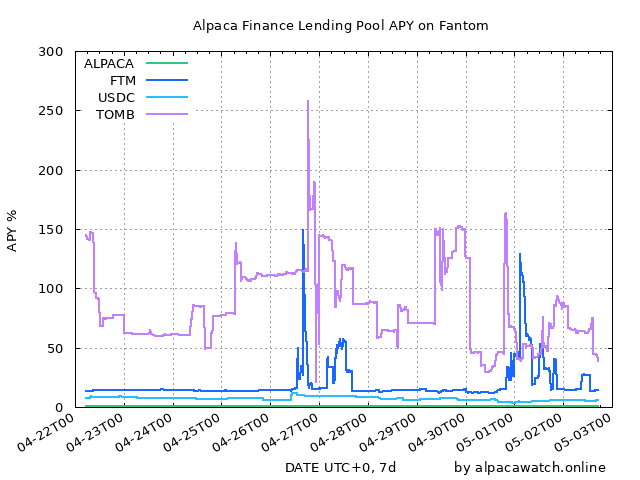 Alpaca Finance Lending Pool APY on Fantom
300
250
200
150
100
50
0
APY %
ALPACA
FTM
USDC
TOMB
04-22T00
04-23T00
04-24T00
04-25T00
04-26T00
04-27T00
04-28T00
04-29T00
04-30T00
05-01T00
05-02T00
05-03T00
DATE UTC+0, 7d
by alpacawatch.online